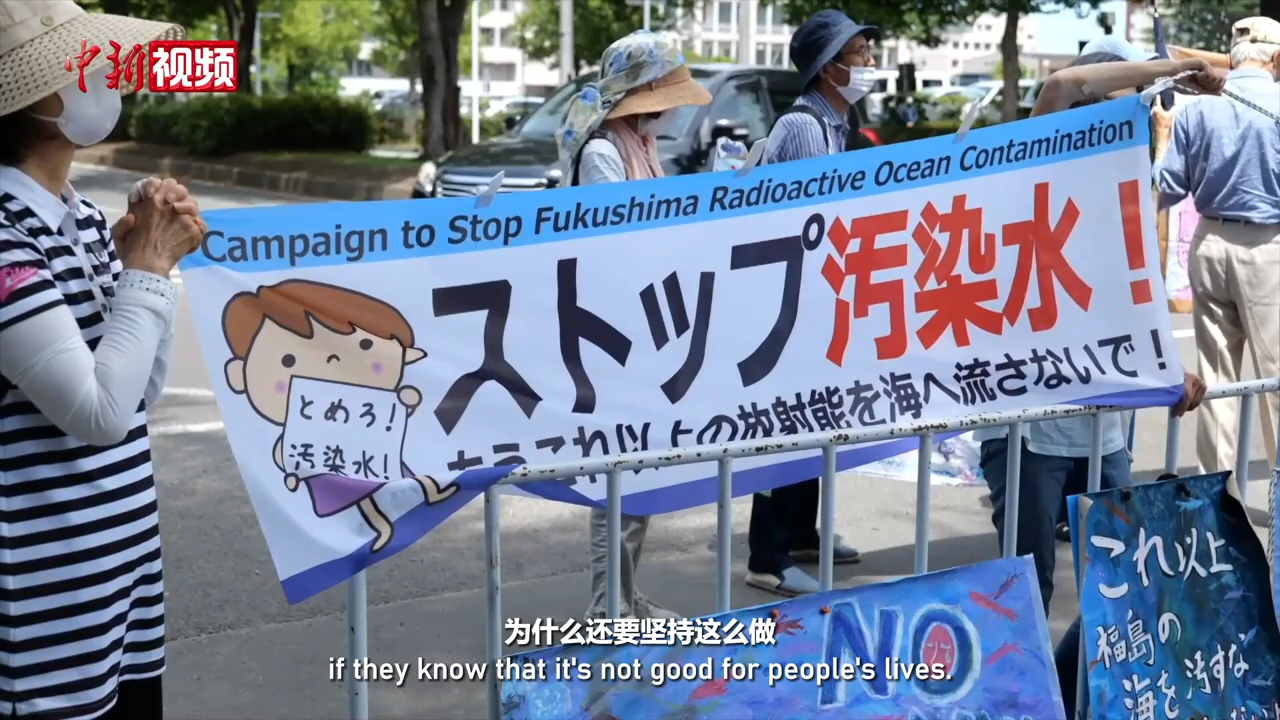 中新视频
Campaign to Stop Fukushima Radioactive Ocean Contamination
ストップ汚染水！
もうこれ以上の放射能を海へ流さないで！
とめろ！
汚染水！
NO
これ以上
福島の
海を汚すな
为什么还要坚持这么做
if they know that it's not good for people's lives.